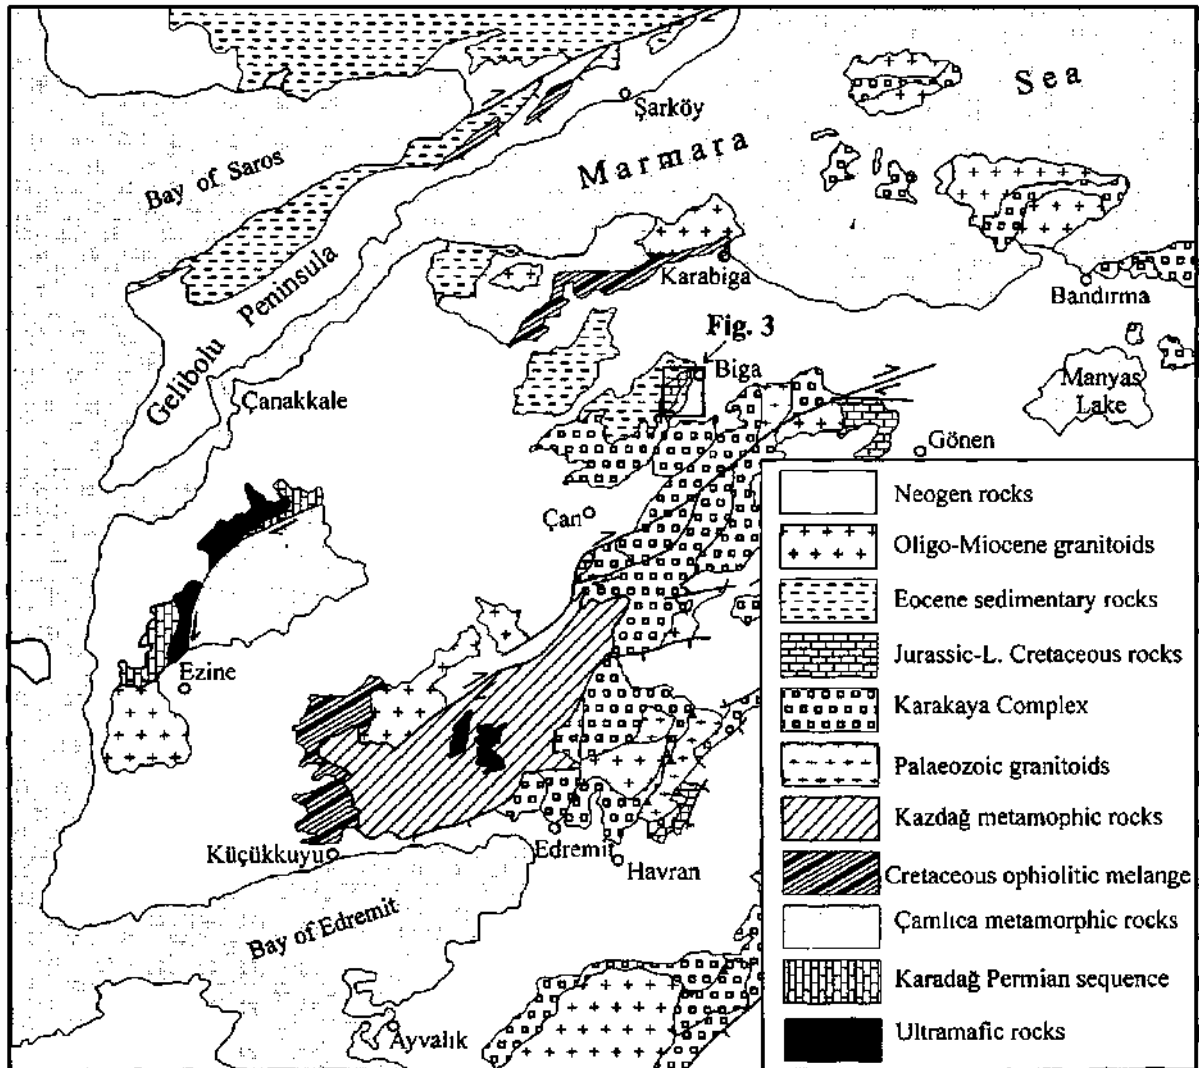 Sea
Şarköy
Marmara
Bay of Saros
Karabiga
Bandırma
Gelibolu Peninsula
Fig. 3
Biga
Manyas
Lake
Çanakkale
Gönen
Çan
Ezine
Küçükkuyu
Edremit
Havran
Bay of Edremit
Ayvalık
Neogen rocks
Oligo-Miocene granitoids
Eocene sedimentary rocks
Jurassic-L. Cretaceous rocks
Karakaya Complex
Palaeozoic granitoids
Kazdağ metamophic rocks
Cretaceous ophiolitic melange
Çamlıca metamorphic rocks
Karadağ Permian sequence
Ultramafic rocks